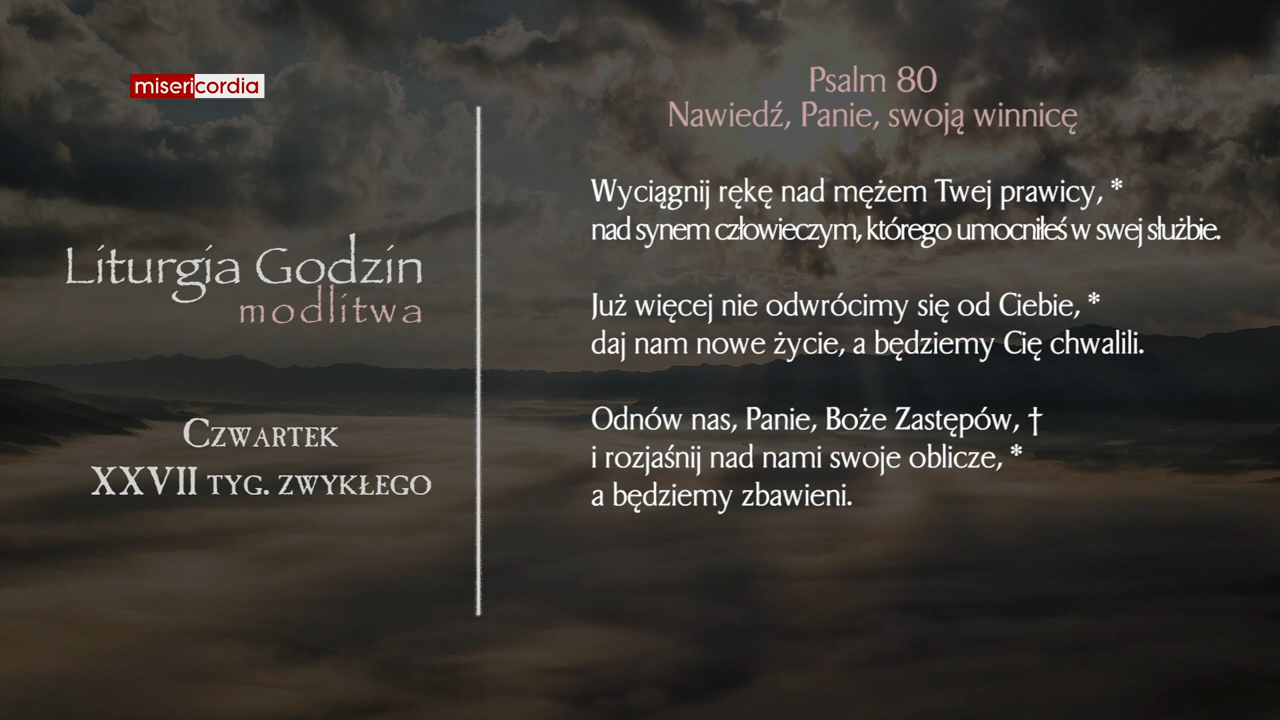 misericordia
Liturgia Godzin
modlitwa
Czwartek
XXVII tyg. zwykłego
Psalm 80
Nawiedź, Panie, swoją winnicę
Wyciągnij rękę nad mężem Twej prawicy, *
nad synem człowieczym, którego umocniłeś w swej służbie.
Już więcej nie odwrócimy się od Ciebie, *
daj nam nowe życie, a będziemy Cię chwalili.
Odnów nas, Panie, Boże Zastępów, †
i rozjaśnij nad nami swoje oblicze, *
a będziemy zbawieni.